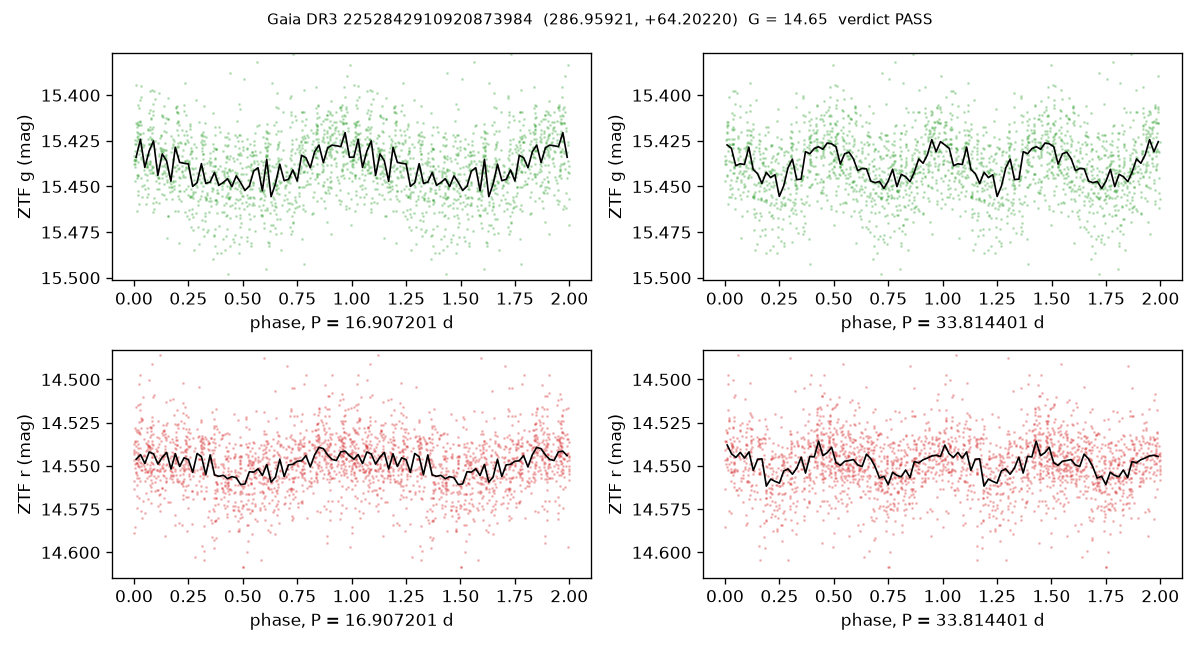 Gaia DR3 2252842910920873984 (286.95921, +64.20220) G = 14.65 verdict PASS
ZTF g (mag)
15.400
15.425
15.450
15.475
15.500
0.00 0.25 0.50 0.75 1.00 1.25 1.50 1.75 2.00
phase, P = 16.907201 d
ZTF g (mag)
15.400
15.425
15.450
15.475
15.500
0.00 0.25 0.50 0.75 1.00 1.25 1.50 1.75 2.00
phase, P = 33.814401 d
ZTF r (mag)
14.500
14.525
14.550
14.575
14.600
0.00 0.25 0.50 0.75 1.00 1.25 1.50 1.75 2.00
phase, P = 16.907201 d
ZTF r (mag)
14.500
14.525
14.550
14.575
14.600
0.00 0.25 0.50 0.75 1.00 1.25 1.50 1.75 2.00
phase, P = 33.814401 d